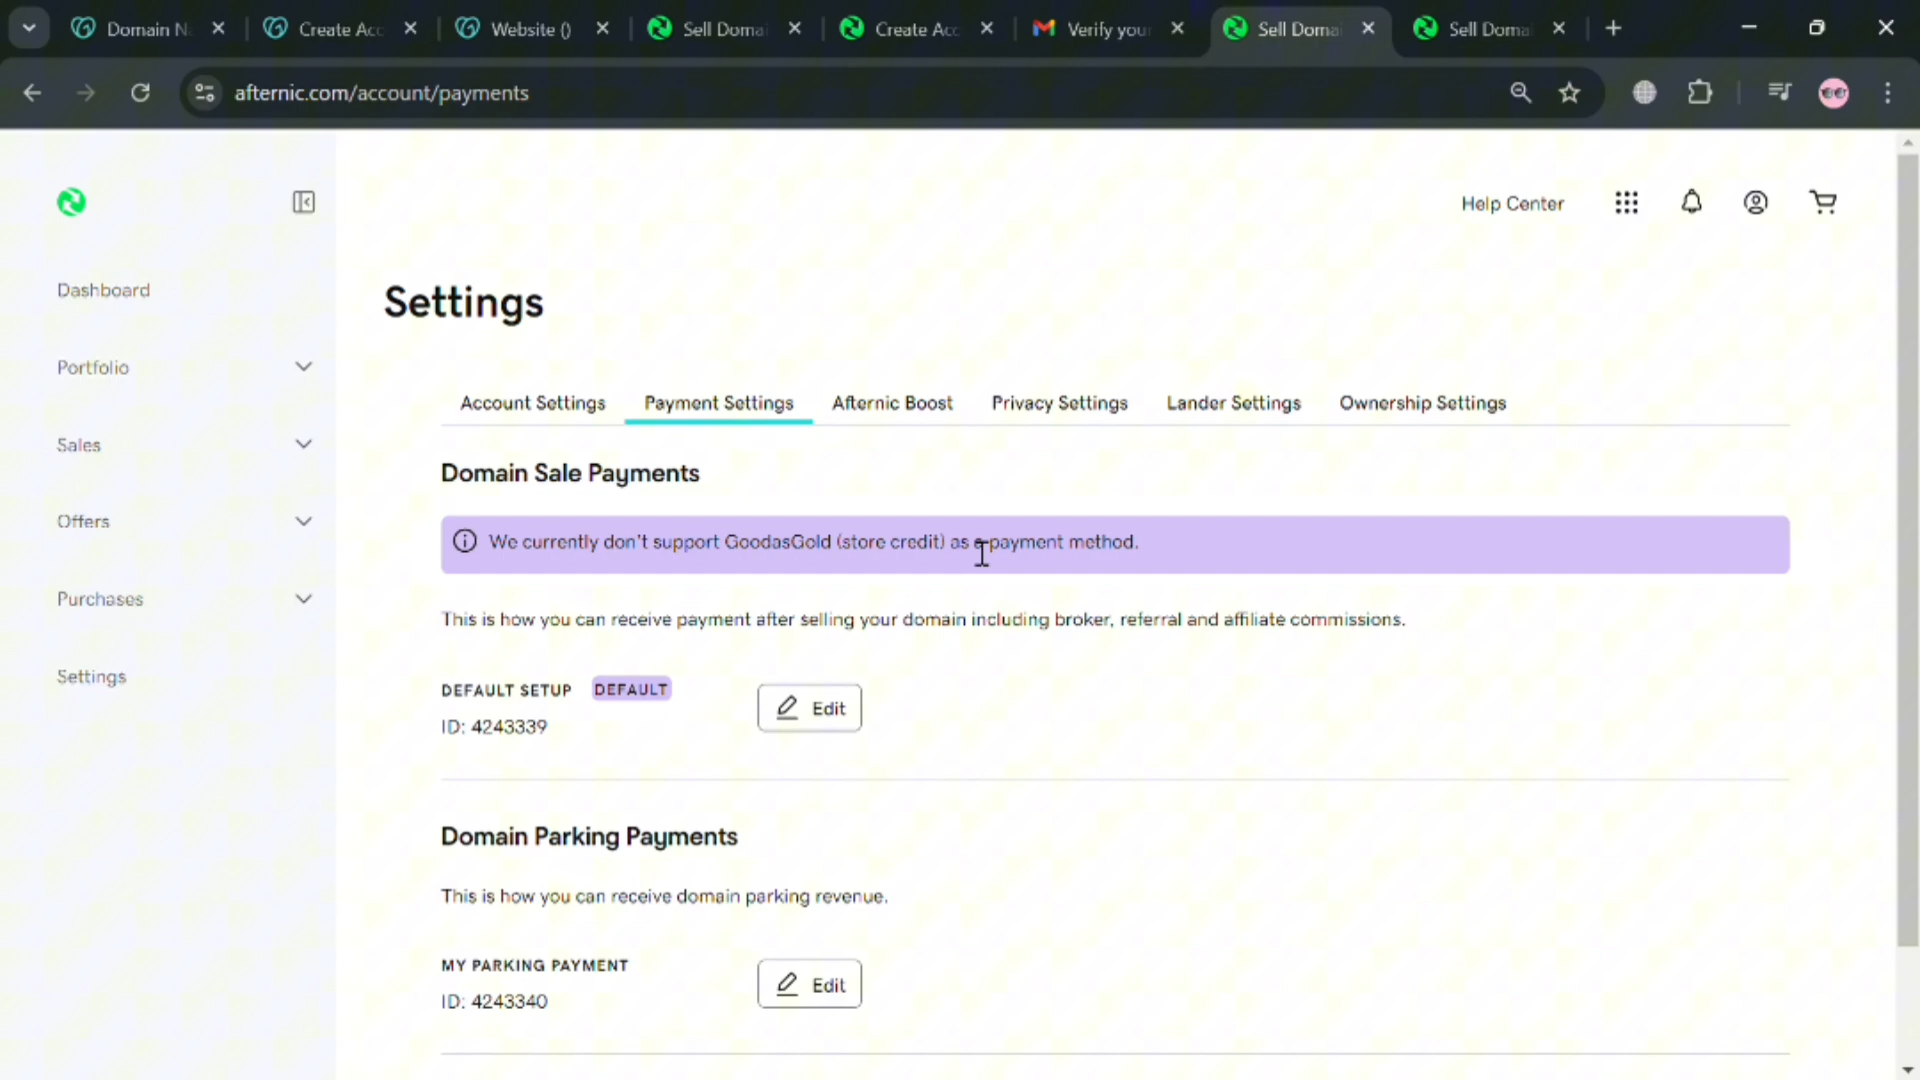 Domain N
Create Acc
Website ()
Sell Domai
Create Acc
Verify your
Sell Domai
Sell Domai
afternic.com/account/payments
Help Center
Dashboard
Portfolio
Sales
Offers
Purchases
Settings
Settings
Account Settings
Payment Settings
Afternic Boost
Privacy Settings
Lander Settings
Ownership Settings
Domain Sale Payments
We currently don't support GoodasGold (store credit) as a payment method.
This is how you can receive payment after selling your domain including broker, referral and affiliate commissions.
DEFAULT SETUP DEFAULT
ID: 4243339
Edit
Domain Parking Payments
This is how you can receive domain parking revenue.
MY PARKING PAYMENT
ID: 4243340
Edit